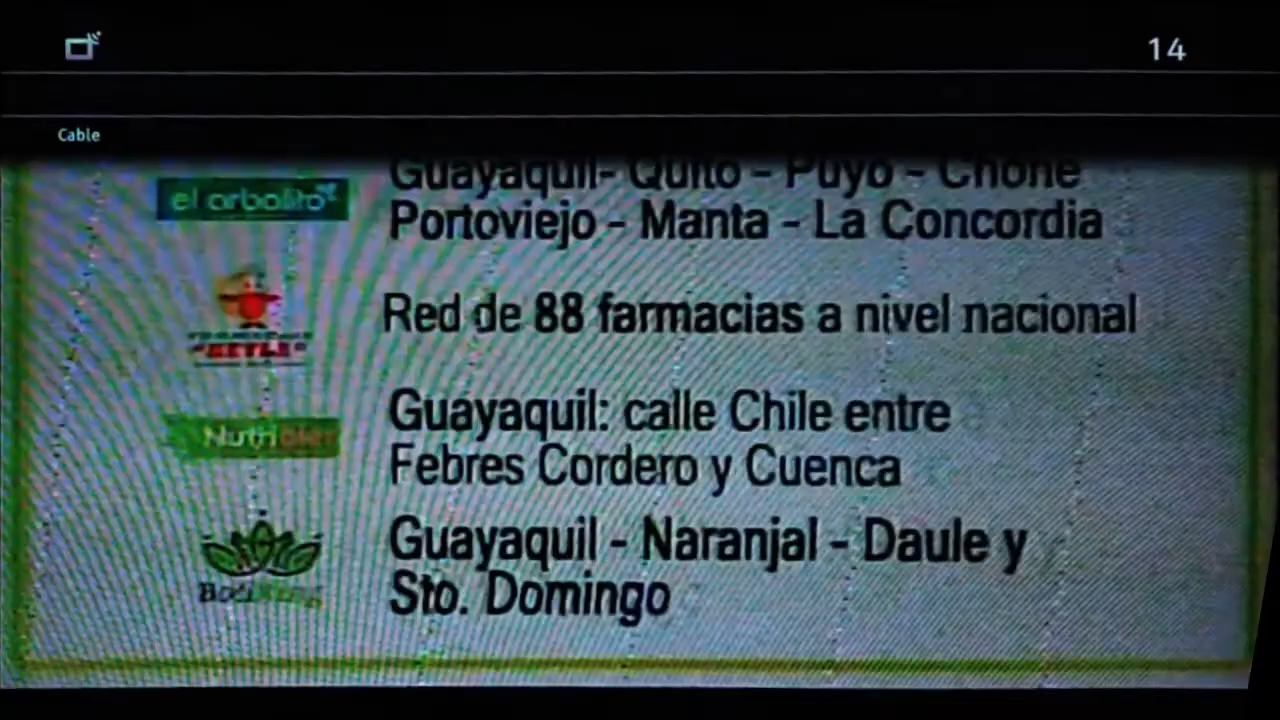 14
Cable
Guayaquil- Quito - Puyo - Chone
el arbolito
Portoviejo - Manta - La Concordia
Red de 88 farmacias a nivel nacional
Guayaquil: calle Chile entre
Nutri
Febres Cordero y Cuenca
Guayaquil - Naranjal - Daule y
Sto. Domingo